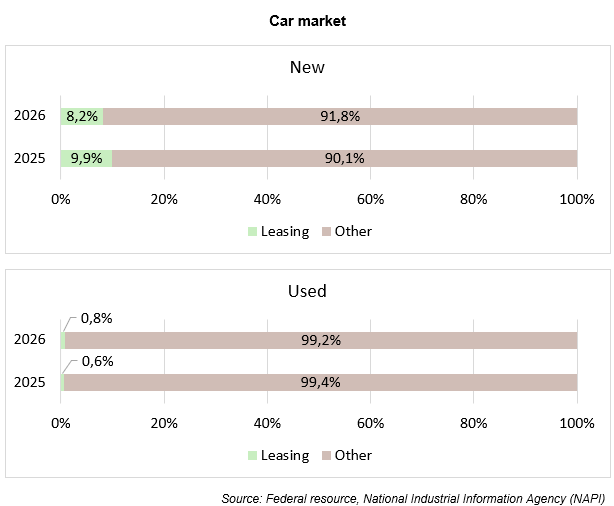 Car market
New
2026
8,2%
91,8%
2025
9,9%
90,1%
0% 20% 40% 60% 80% 100%
Leasing Other
Used
0,8%
2026
99,2%
0,6%
2025
99,4%
0% 20% 40% 60% 80% 100%
Leasing Other
Source: Federal resource, National Industrial Information Agency (NAPI)